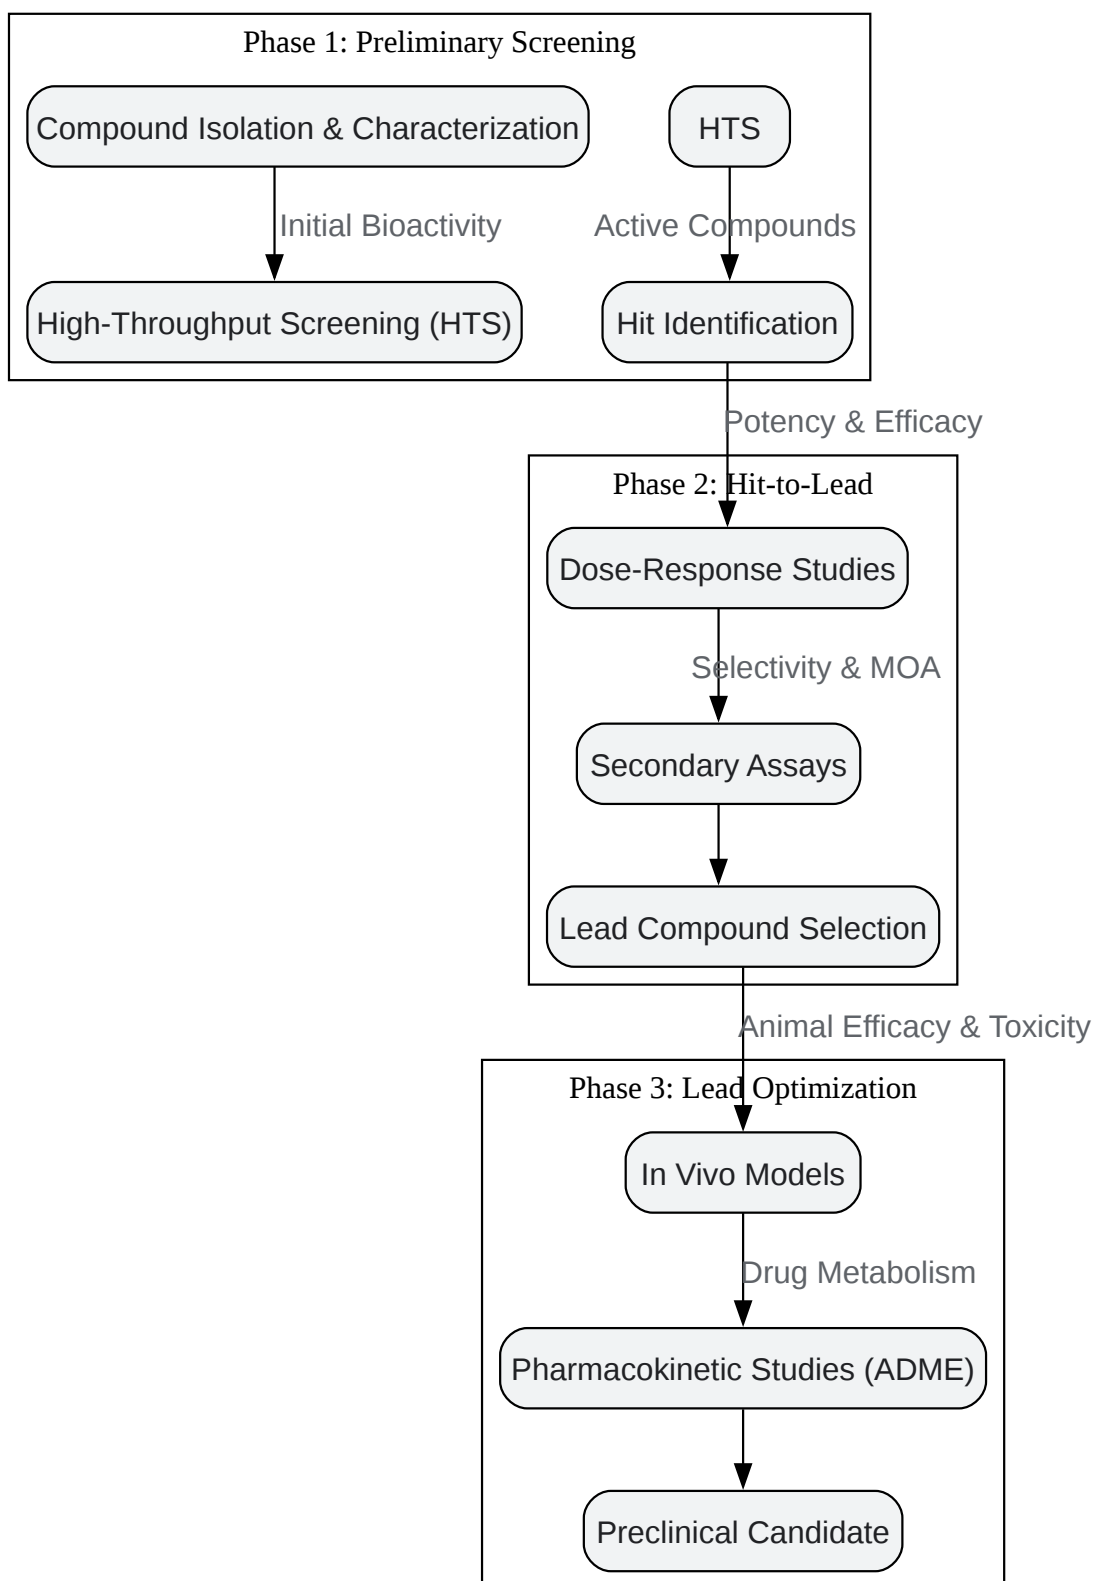 Phase 1: Preliminary Screening
Compound Isolation & Characterization
HTS
Initial Bioactivity
Active Compounds
High-Throughput Screening (HTS)
Hit Identification
Potency & Efficacy
Phase 2: Hit-to-Lead
Dose-Response Studies
Selectivity & MOA
Secondary Assays
Lead Compound Selection
Animal Efficacy & Toxicity
Phase 3: Lead Optimization
In Vivo Models
Drug Metabolism
Pharmacokinetic Studies (ADME)
Preclinical Candidate